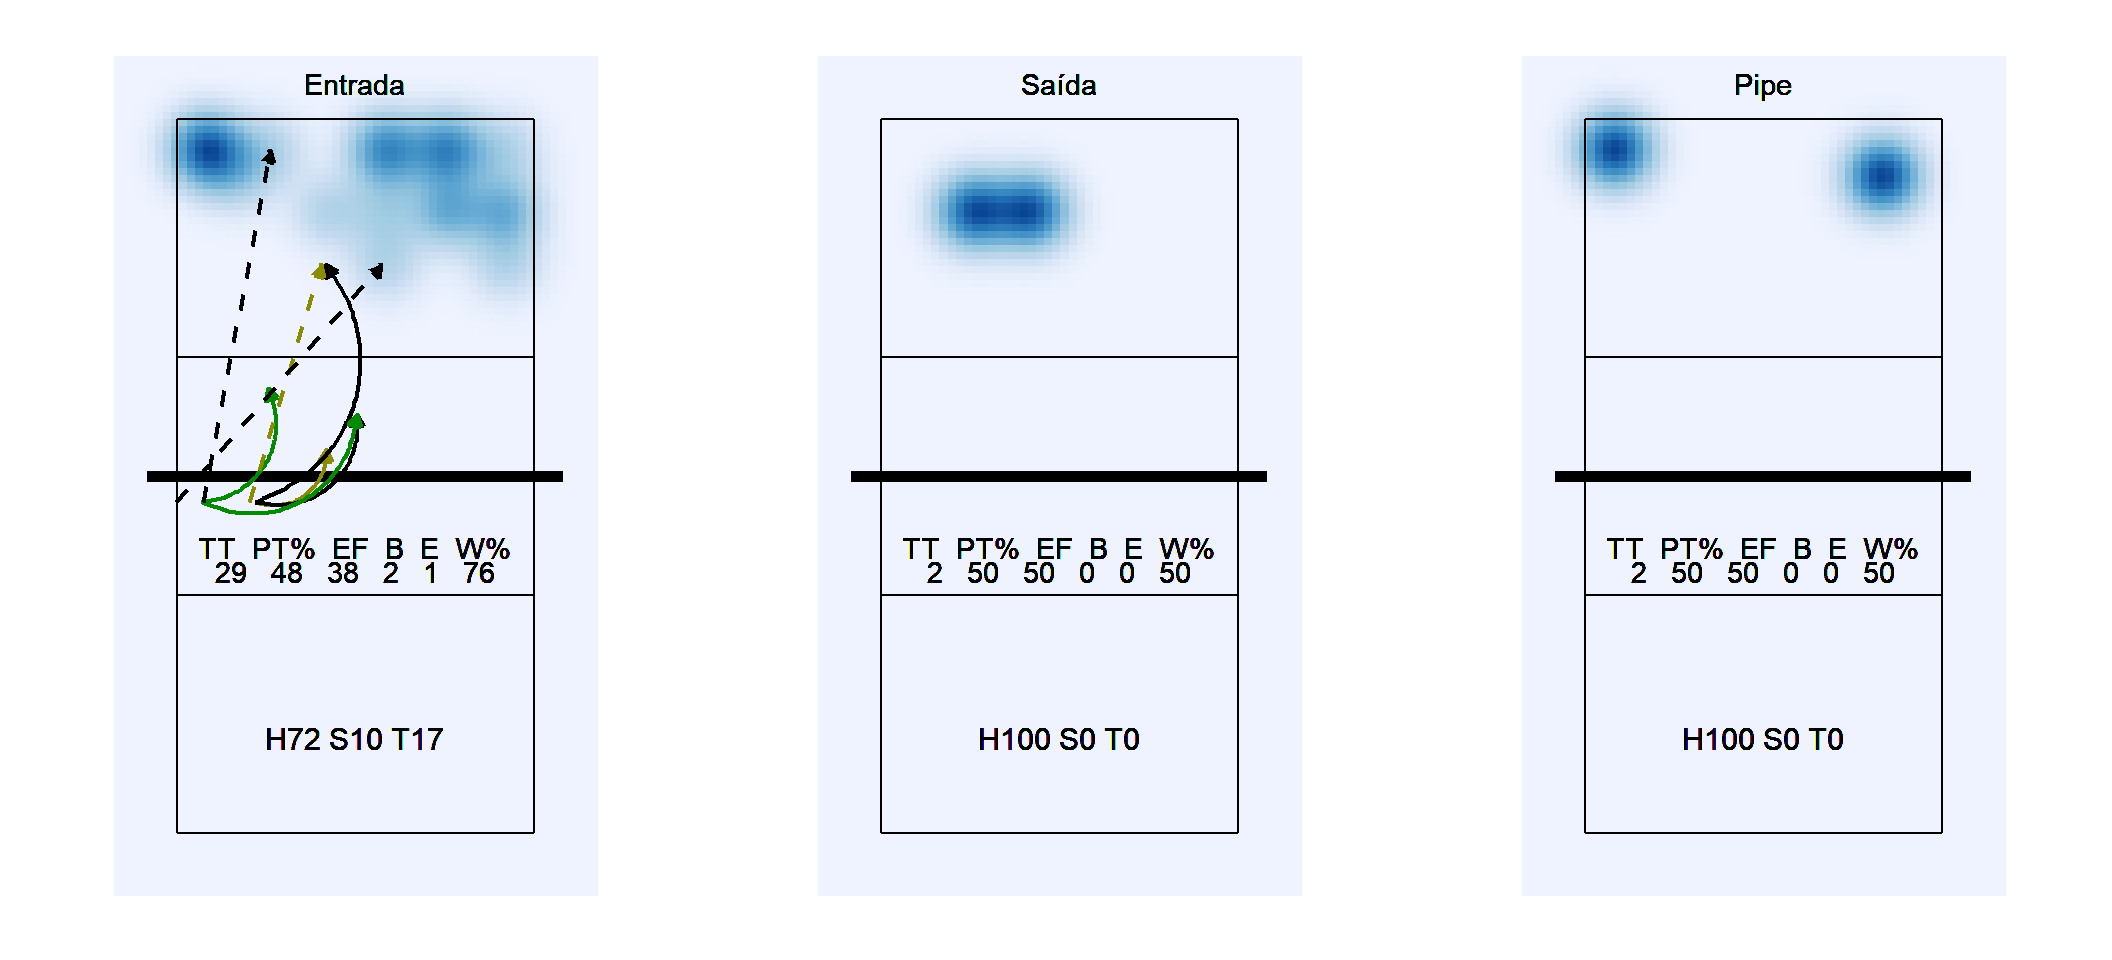 Entrada
TT PT% EF B E W%
29 48 38 2 1 76
H72 S10 T17
Saída
TT PT% EF B E W%
2 50 50 0 0 50
H100 S0 T0
Pipe
TT PT% EF B E W%
2 50 50 0 0 50
H100 S0 T0